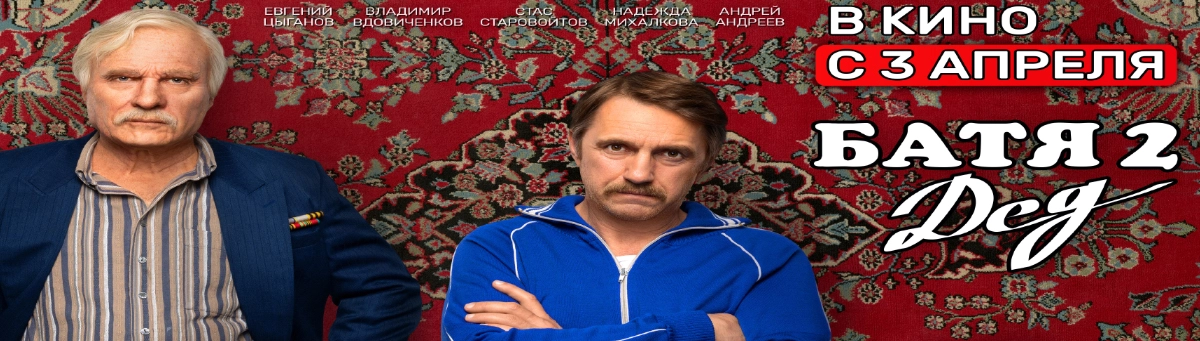 ЕВГЕНИЙ ЦЫГАНОВ
ВЛАДИМИР ВДОВИЧЕНКОВ
СТАС СТАРОВОЙТОВ
НАДЕЖДА МИХАЛКОВА
АНДРЕЙ АНДРЕЕВ
В КИНО
С 3 АПРЕЛЯ
БАТЯ 2
Дед